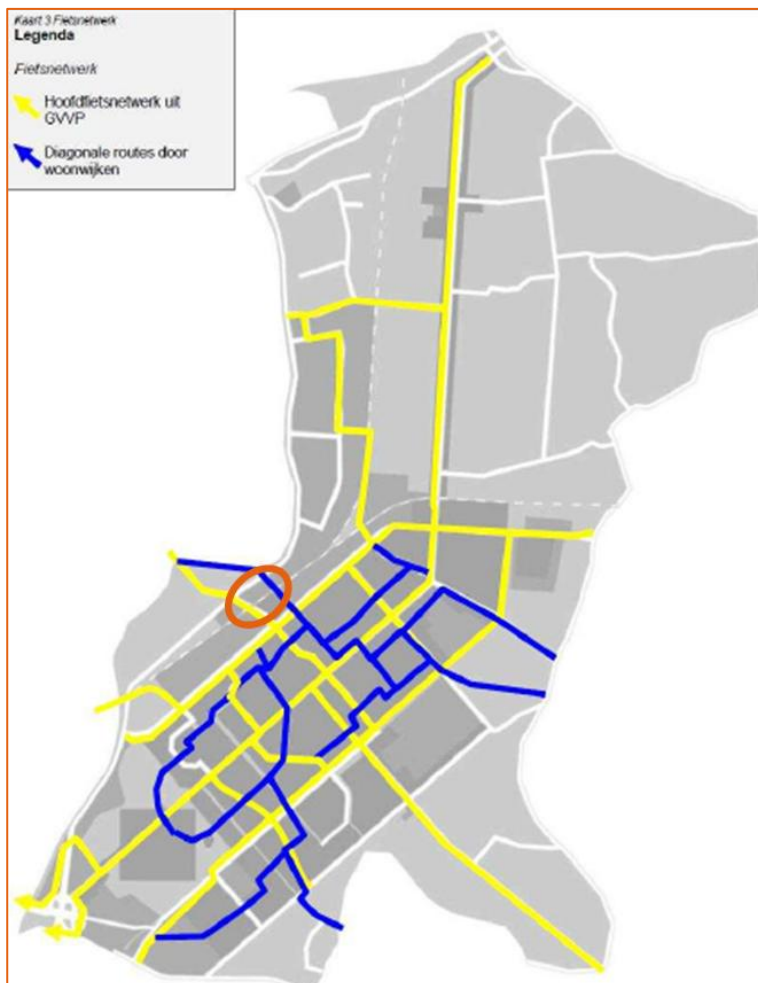 Kaart 3 Fietsnetwerk
Legenda
Fietsnetwerk
Hoofdfietsnetwerk uit
GVVP
Diagonale routes door
woonwijken